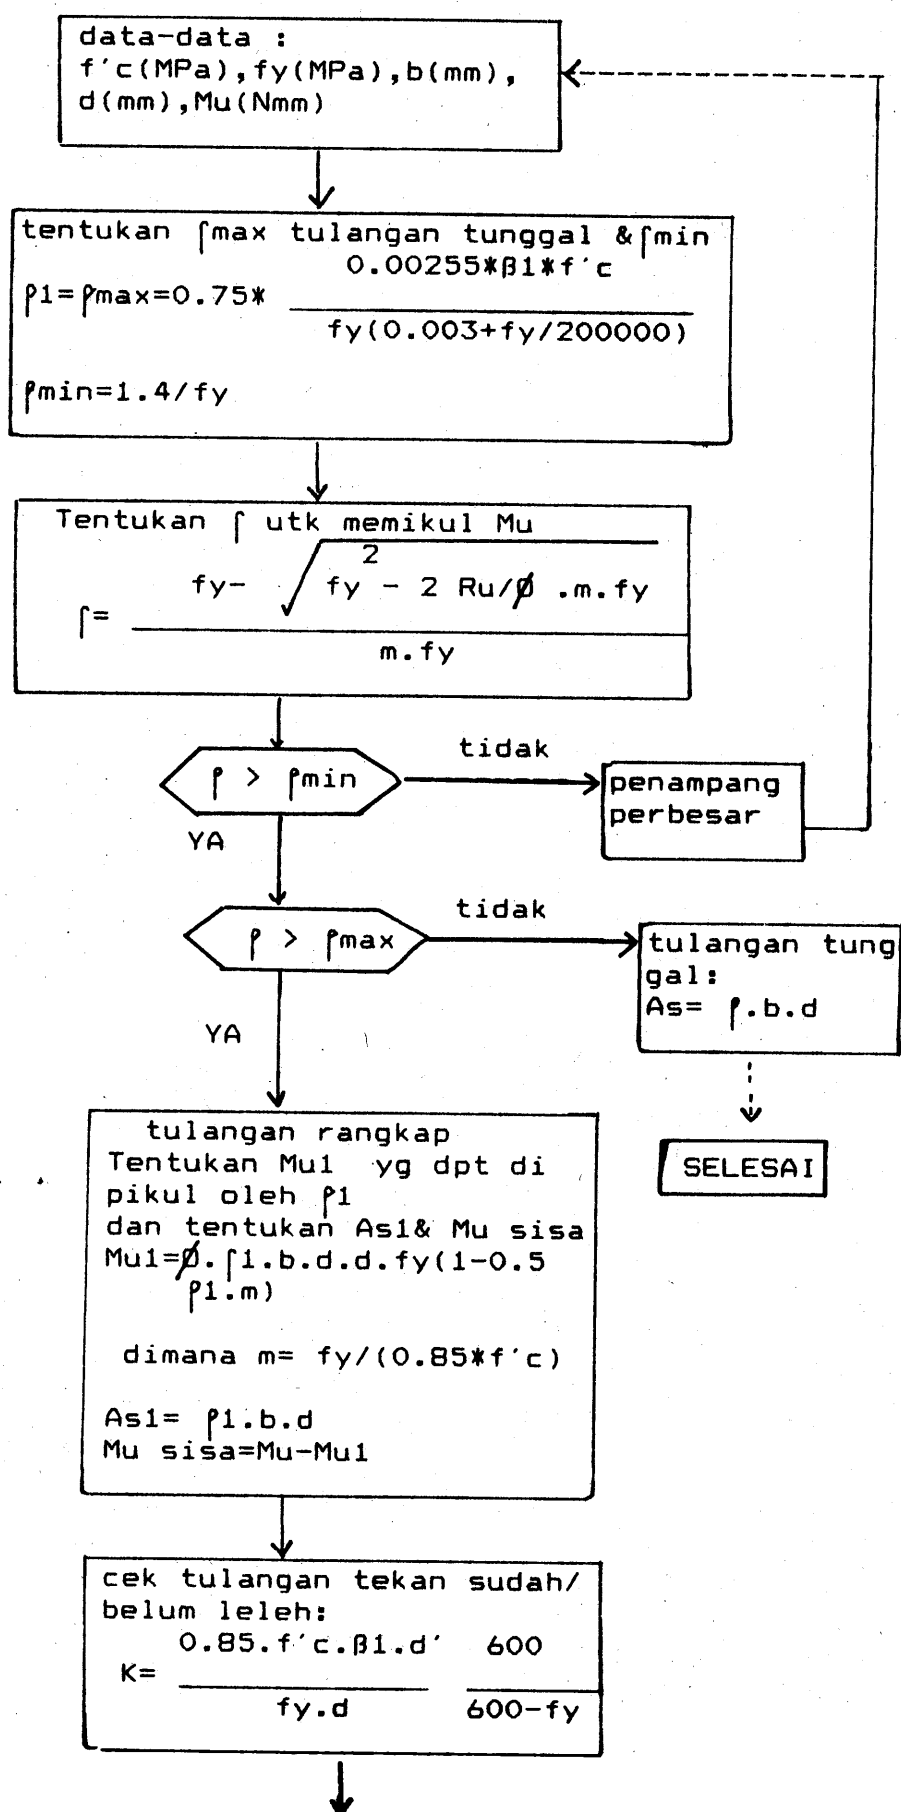 data-data :
f'c(MPa),fy(MPa),b(mm),
d(mm),Mu(Nmm)
tentukan ρmax tulangan tunggal &ρmin
0.00255*β1*f'c
ρ1=ρmax=0.75*
fy(0.003+fy/200000)
ρmin=1.4/fy
Tentukan ρ utk memikul Mu
2
fy- √ fy - 2 Ru/Ø .m.fy
ρ=
m.fy
tidak
ρ > ρmin
penampang
perbesar
YA
tidak
ρ > ρmax
tulangan tung
gal:
As= ρ.b.d
YA
SELESAI
tulangan rangkap
Tentukan Mu1 yg dpt di
pikul oleh ρ1
dan tentukan As1& Mu sisa
Mu1=Ø.ρ1.b.d.d.fy(1-0.5
ρ1.m)
dimana m= fy/(0.85*f'c)
As1= ρ1.b.d
Mu sisa=Mu-Mu1
cek tulangan tekan sudah/
belum leleh:
0.85.f'c.β1.d' 600
K=
fy.d 600-fy